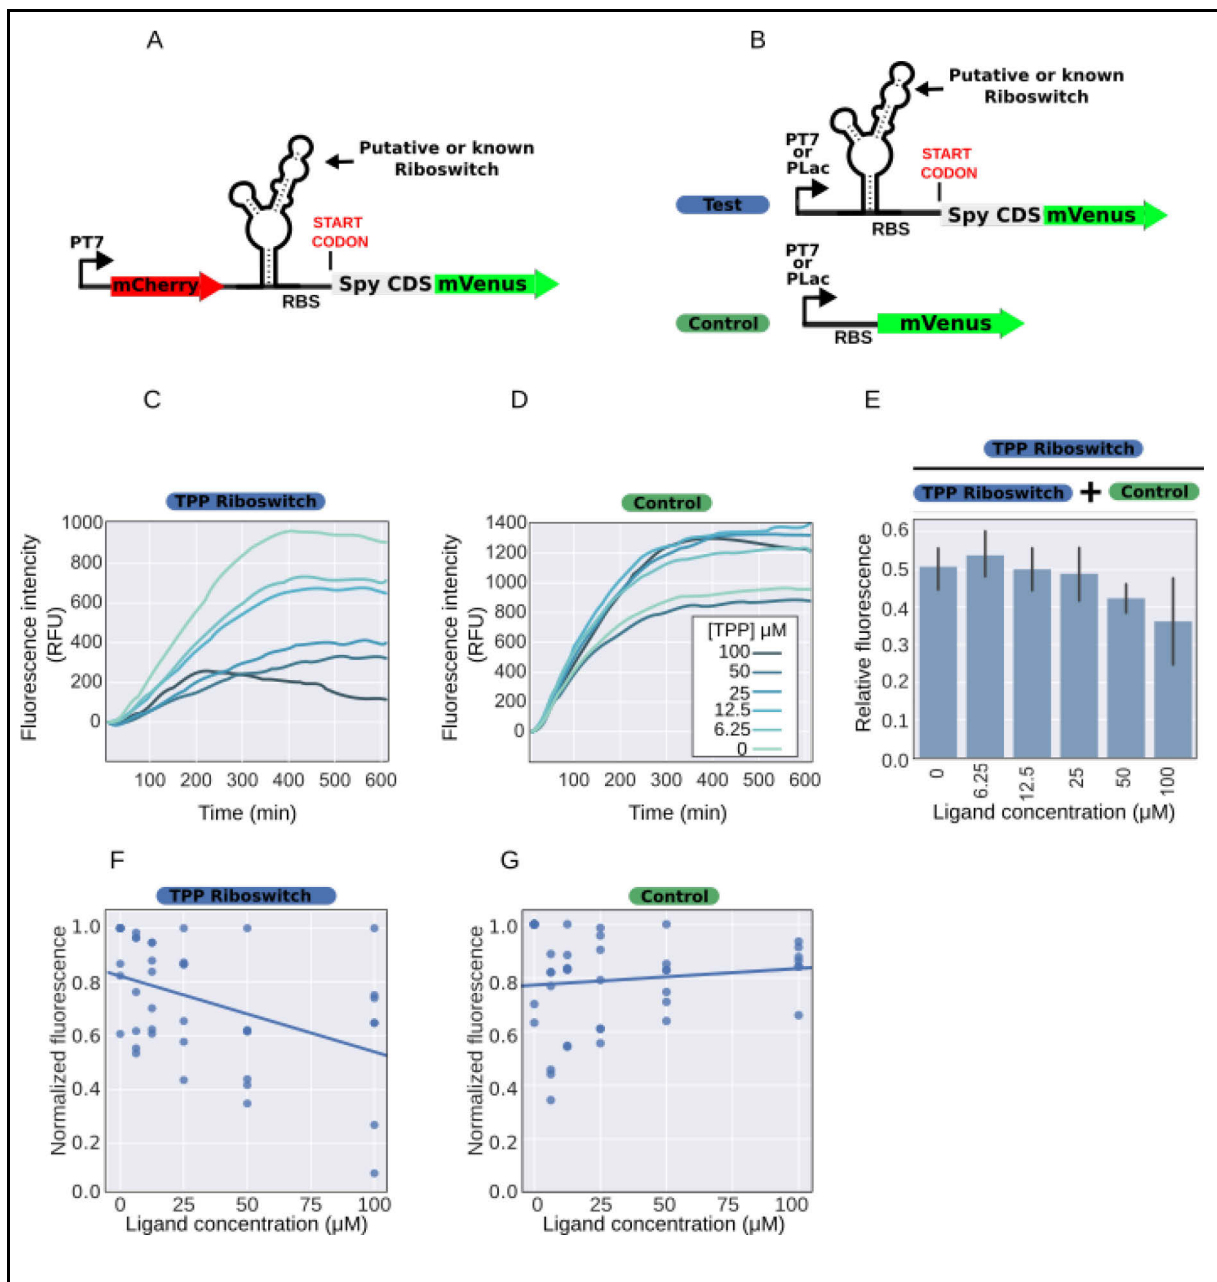 A
Putative or known
Riboswitch
START
CODON
PT7
mCherry
RBS
Spy CDS
mVenus
B
Putative or known
Riboswitch
PT7
or
PLac
START
CODON
Test
RBS
Spy CDS
mVenus
PT7
or
PLac
Control
RBS
mVenus
C
TPP Riboswitch
Fluorescence intencity
(RFU)
1000
800
600
400
200
0
100 200 300 400 500 600
Time (min)
D
Control
Fluorescence intencity
(RFU)
1400
1200
1000
800
600
400
200
0
[TPP] µM
100
50
25
12.5
6.25
0
100 200 300 400 500 600
Time (min)
E
TPP Riboswitch
TPP Riboswitch + Control
Relative fluorescence
0.6
0.5
0.4
0.3
0.2
0.1
0.0
0 6.25 12.5 25 50 100
Ligand concentration (µM)
F
TPP Riboswitch
Normalized fluorescence
1.0
0.8
0.6
0.4
0.2
0.0
0 25 50 75 100
Ligand concentration (µM)
G
Control
Normalized fluorescence
1.0
0.8
0.6
0.4
0.2
0.0
0 25 50 75 100
Ligand concentration (µM)